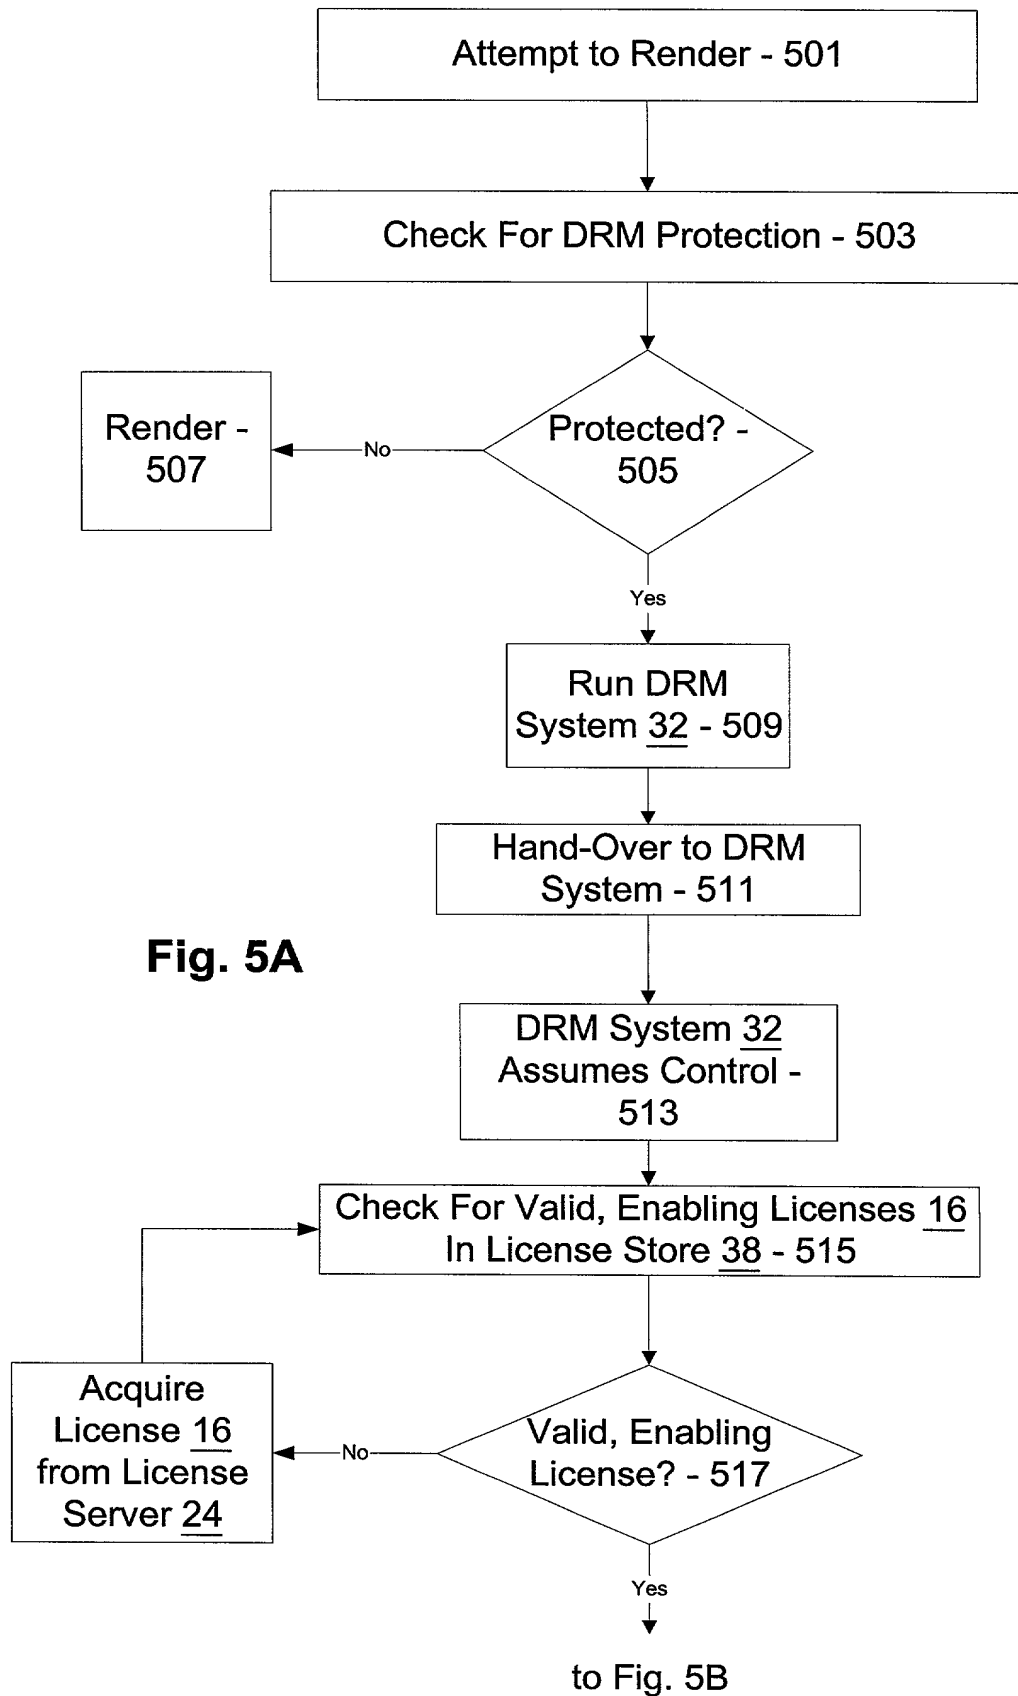 Attempt to Render - 501
Check For DRM Protection - 503
Protected? -
505
No
Render -
507
Yes
Run DRM
System 32 - 509
Hand-Over to DRM
System - 511
Fig. 5A
DRM System 32
Assumes Control -
513
Check For Valid, Enabling Licenses 16
In License Store 38 - 515
Valid, Enabling
License? - 517
No
Acquire
License 16
from License
Server 24
Yes
to Fig. 5B